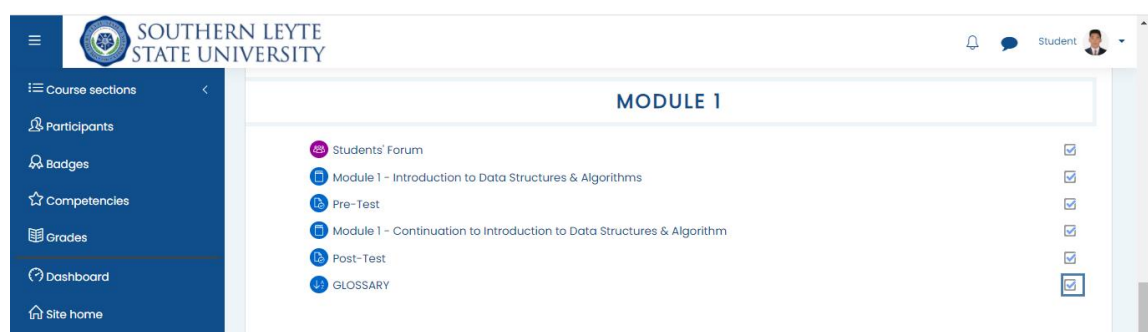 SOUTHERN LEYTE
STATE UNIVERSITY
Student
Course sections
Participants
Badges
Competencies
Grades
Dashboard
Site home
MODULE 1
Students' Forum
Module 1 - Introduction to Data Structures & Algorithms
Pre-Test
Module 1 - Continuation to Introduction to Data Structures & Algorithm
Post-Test
GLOSSARY